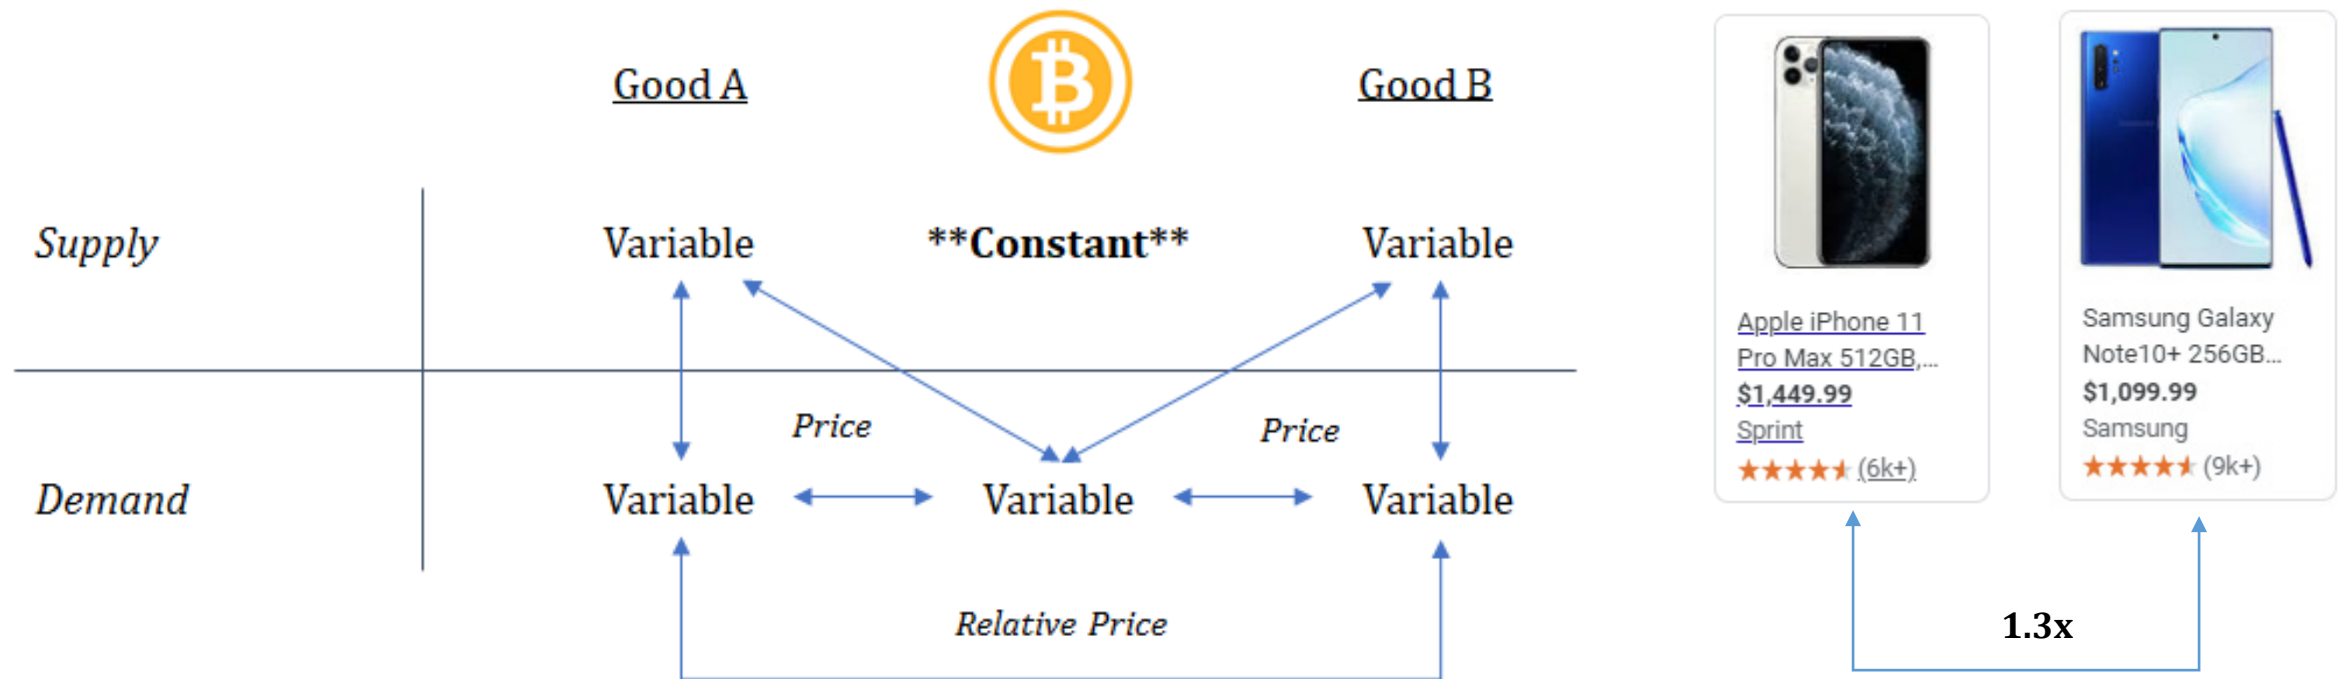 Good A
Good B
Supply
Variable
**Constant**
Variable
Price
Price
Demand
Variable
Variable
Variable
Relative Price
Apple iPhone 11
Pro Max 512GB,...
$1,449.99
Sprint
(6k+)
Samsung Galaxy
Note10+ 256GB...
$1,099.99
Samsung
(9k+)
1.3x